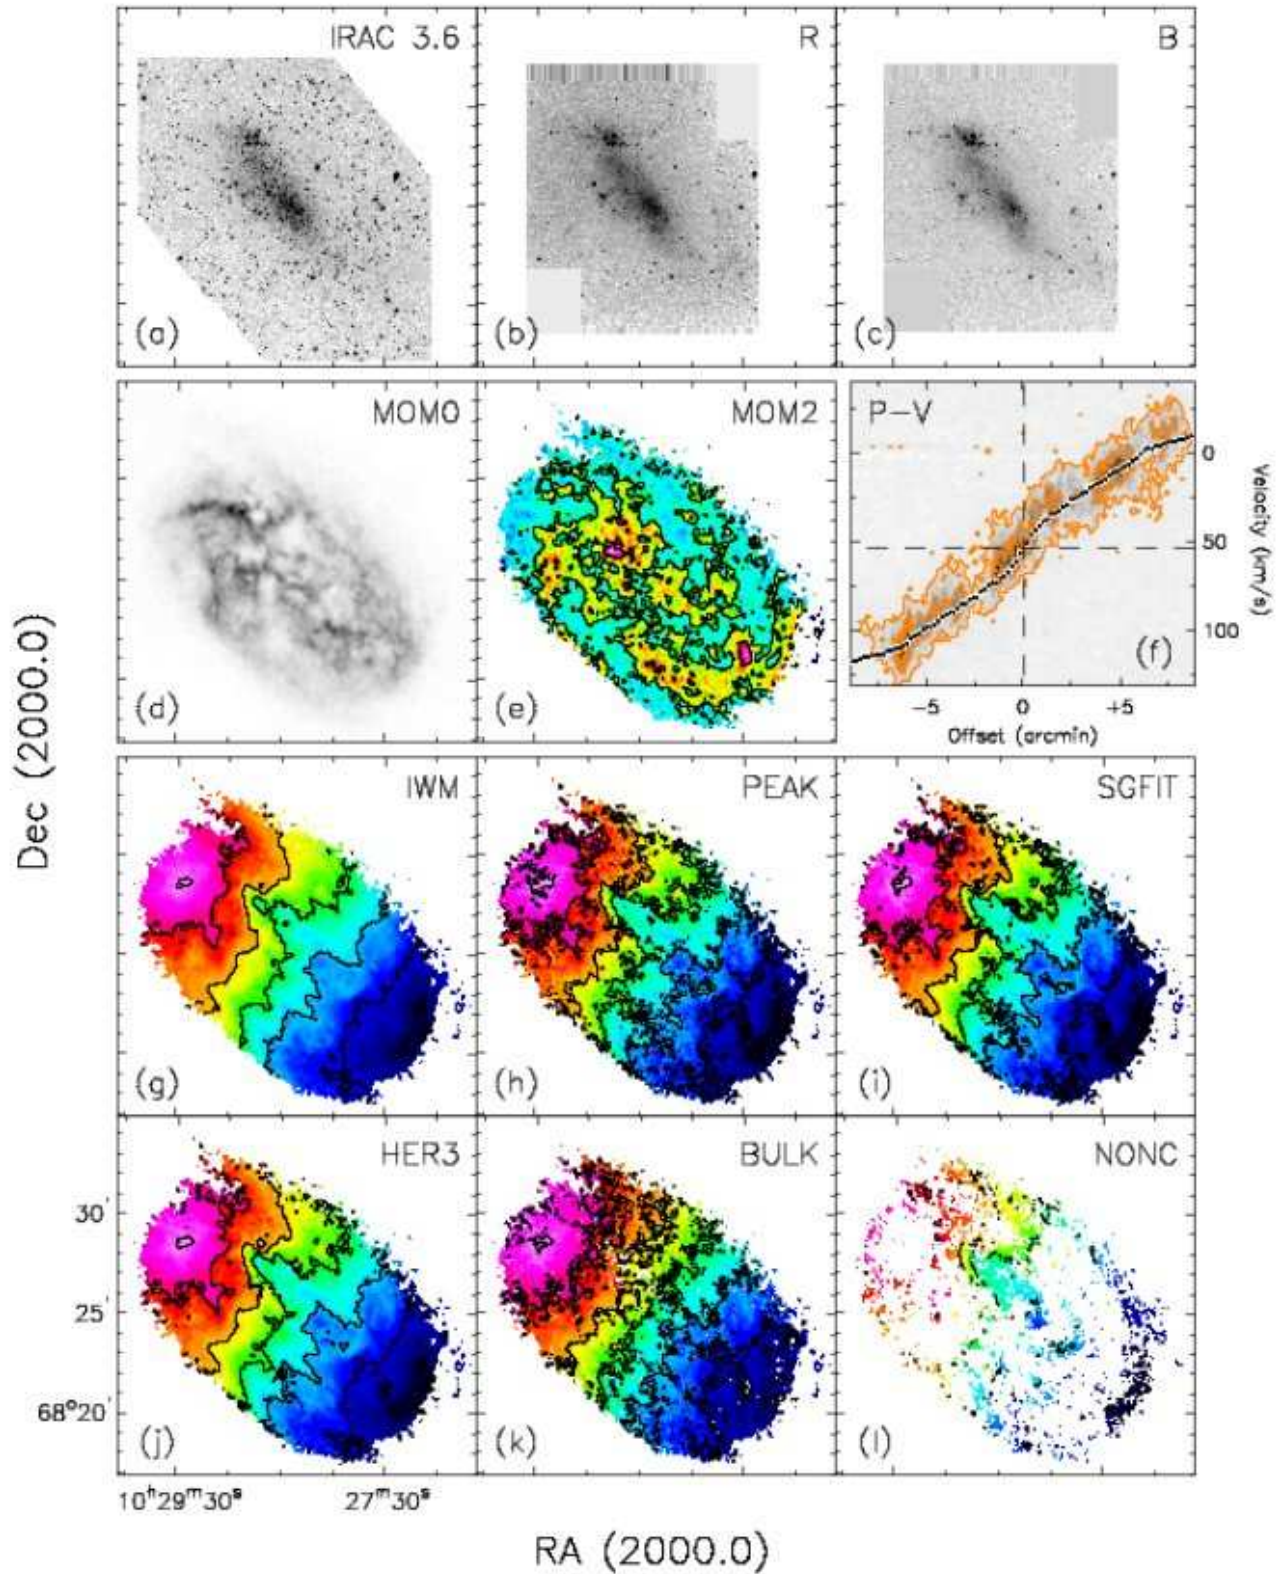 IRAC 3.6
R
B
(a)
(b)
(c)
MOM0
MOM2
P-V
0
50
100
Velocity (km/s)
(d)
(e)
(f)
-5
0
+5
Offset (arcmin)
Dec (2000.0)
IWM
PEAK
SGFIT
(g)
(h)
(i)
HER3
BULK
NONC
30'
25'
68°20'
(j)
(k)
(l)
10ʰ29ᵐ30ˢ
27ᵐ30ˢ
RA (2000.0)